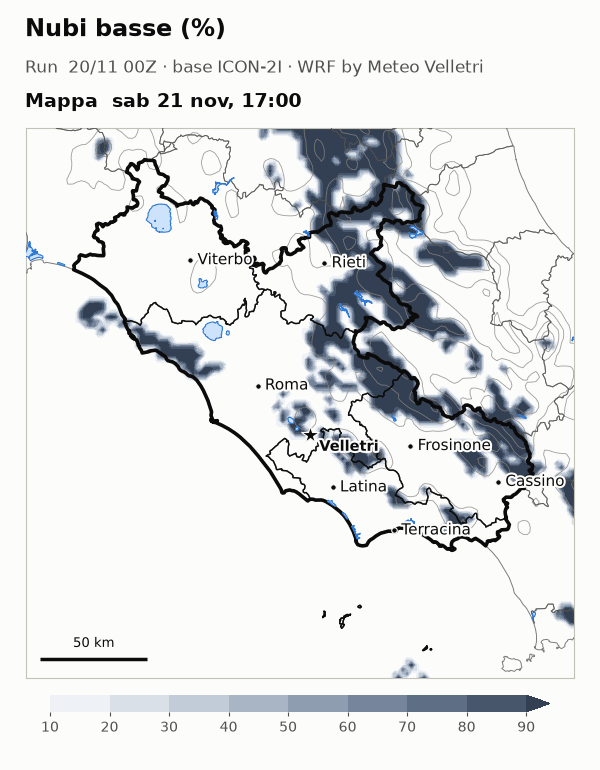 Nubi basse (%)
Run  20/11 00Z · base ICON-2I · WRF by Meteo Velletri
Mappa  sab 21 nov, 17:00
Viterbo
Rieti
Roma
Velletri
Frosinone
Cassino
Latina
Terracina
50 km
10 20 30 40 50 60 70 80 90